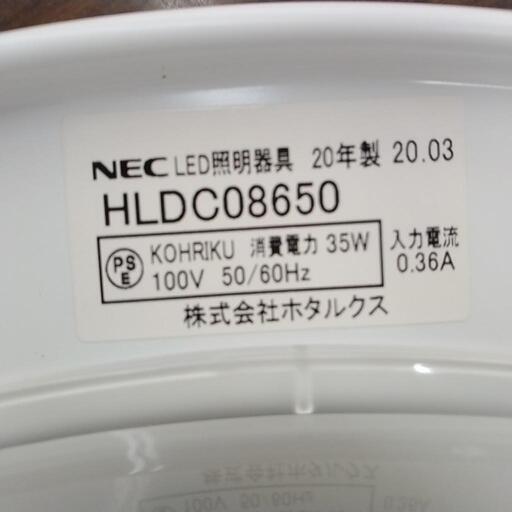 NEC LED照明器具 20年製 20.03
HLDC08650
PSE KOHRIKU 消費電力 35W 入力電流
100V 50/60Hz 0.36A
株式会社ホタルクス